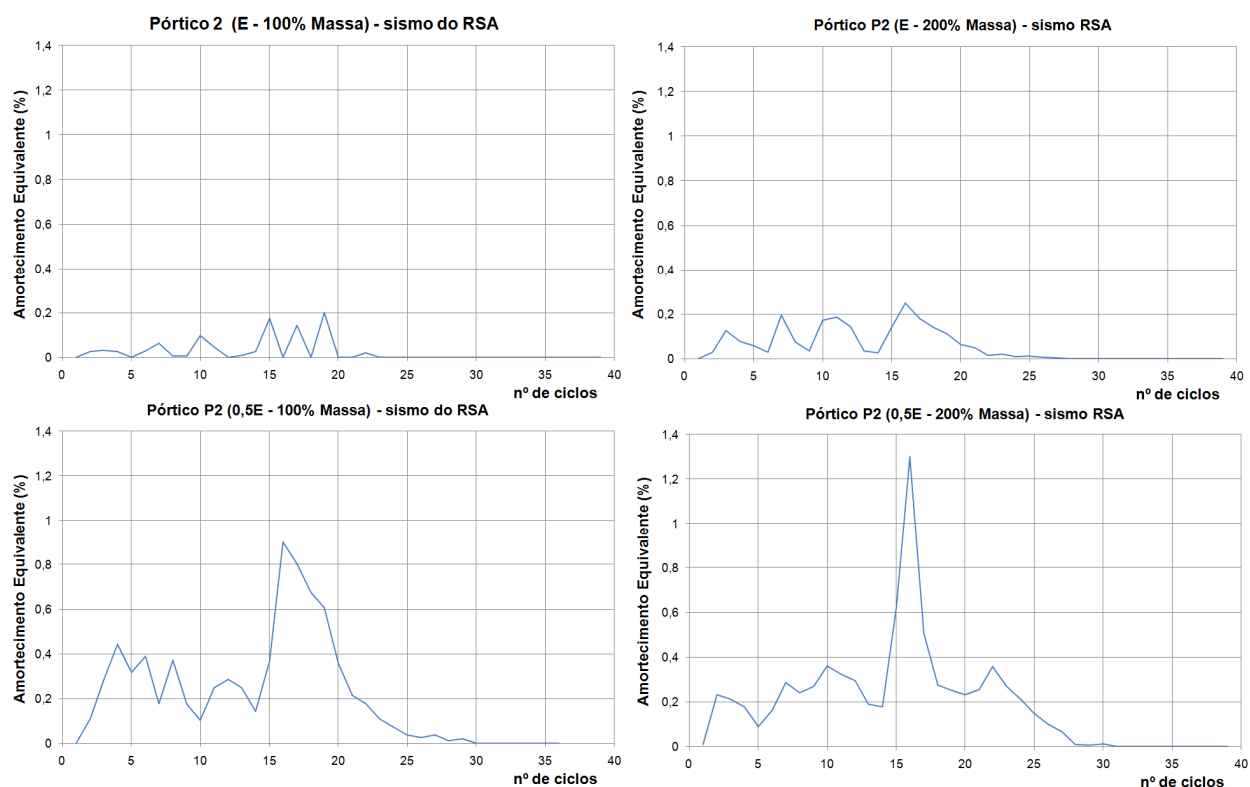 Pórtico 2 (E - 100% Massa) - sismo do RSA
Amortecimento Equivalente (%)
1,4
1,2
1
0,8
0,6
0,4
0,2
0
0 5 10 15 20 25 30 35 40
nº de ciclos
Pórtico P2 (E - 200% Massa) - sismo RSA
Amortecimento Equivalente (%)
1,4
1,2
1
0,8
0,6
0,4
0,2
0
0 5 10 15 20 25 30 35 40
nº de ciclos
Pórtico P2 (0,5E - 100% Massa) - sismo do RSA
Amortecimento Equivalente (%)
1,4
1,2
1
0,8
0,6
0,4
0,2
0
0 5 10 15 20 25 30 35 40
nº de ciclos
Pórtico P2 (0,5E - 200% Massa) - sismo RSA
Amortecimento Equivalente (%)
1,4
1,2
1
0,8
0,6
0,4
0,2
0
0 5 10 15 20 25 30 35 40
nº de ciclos